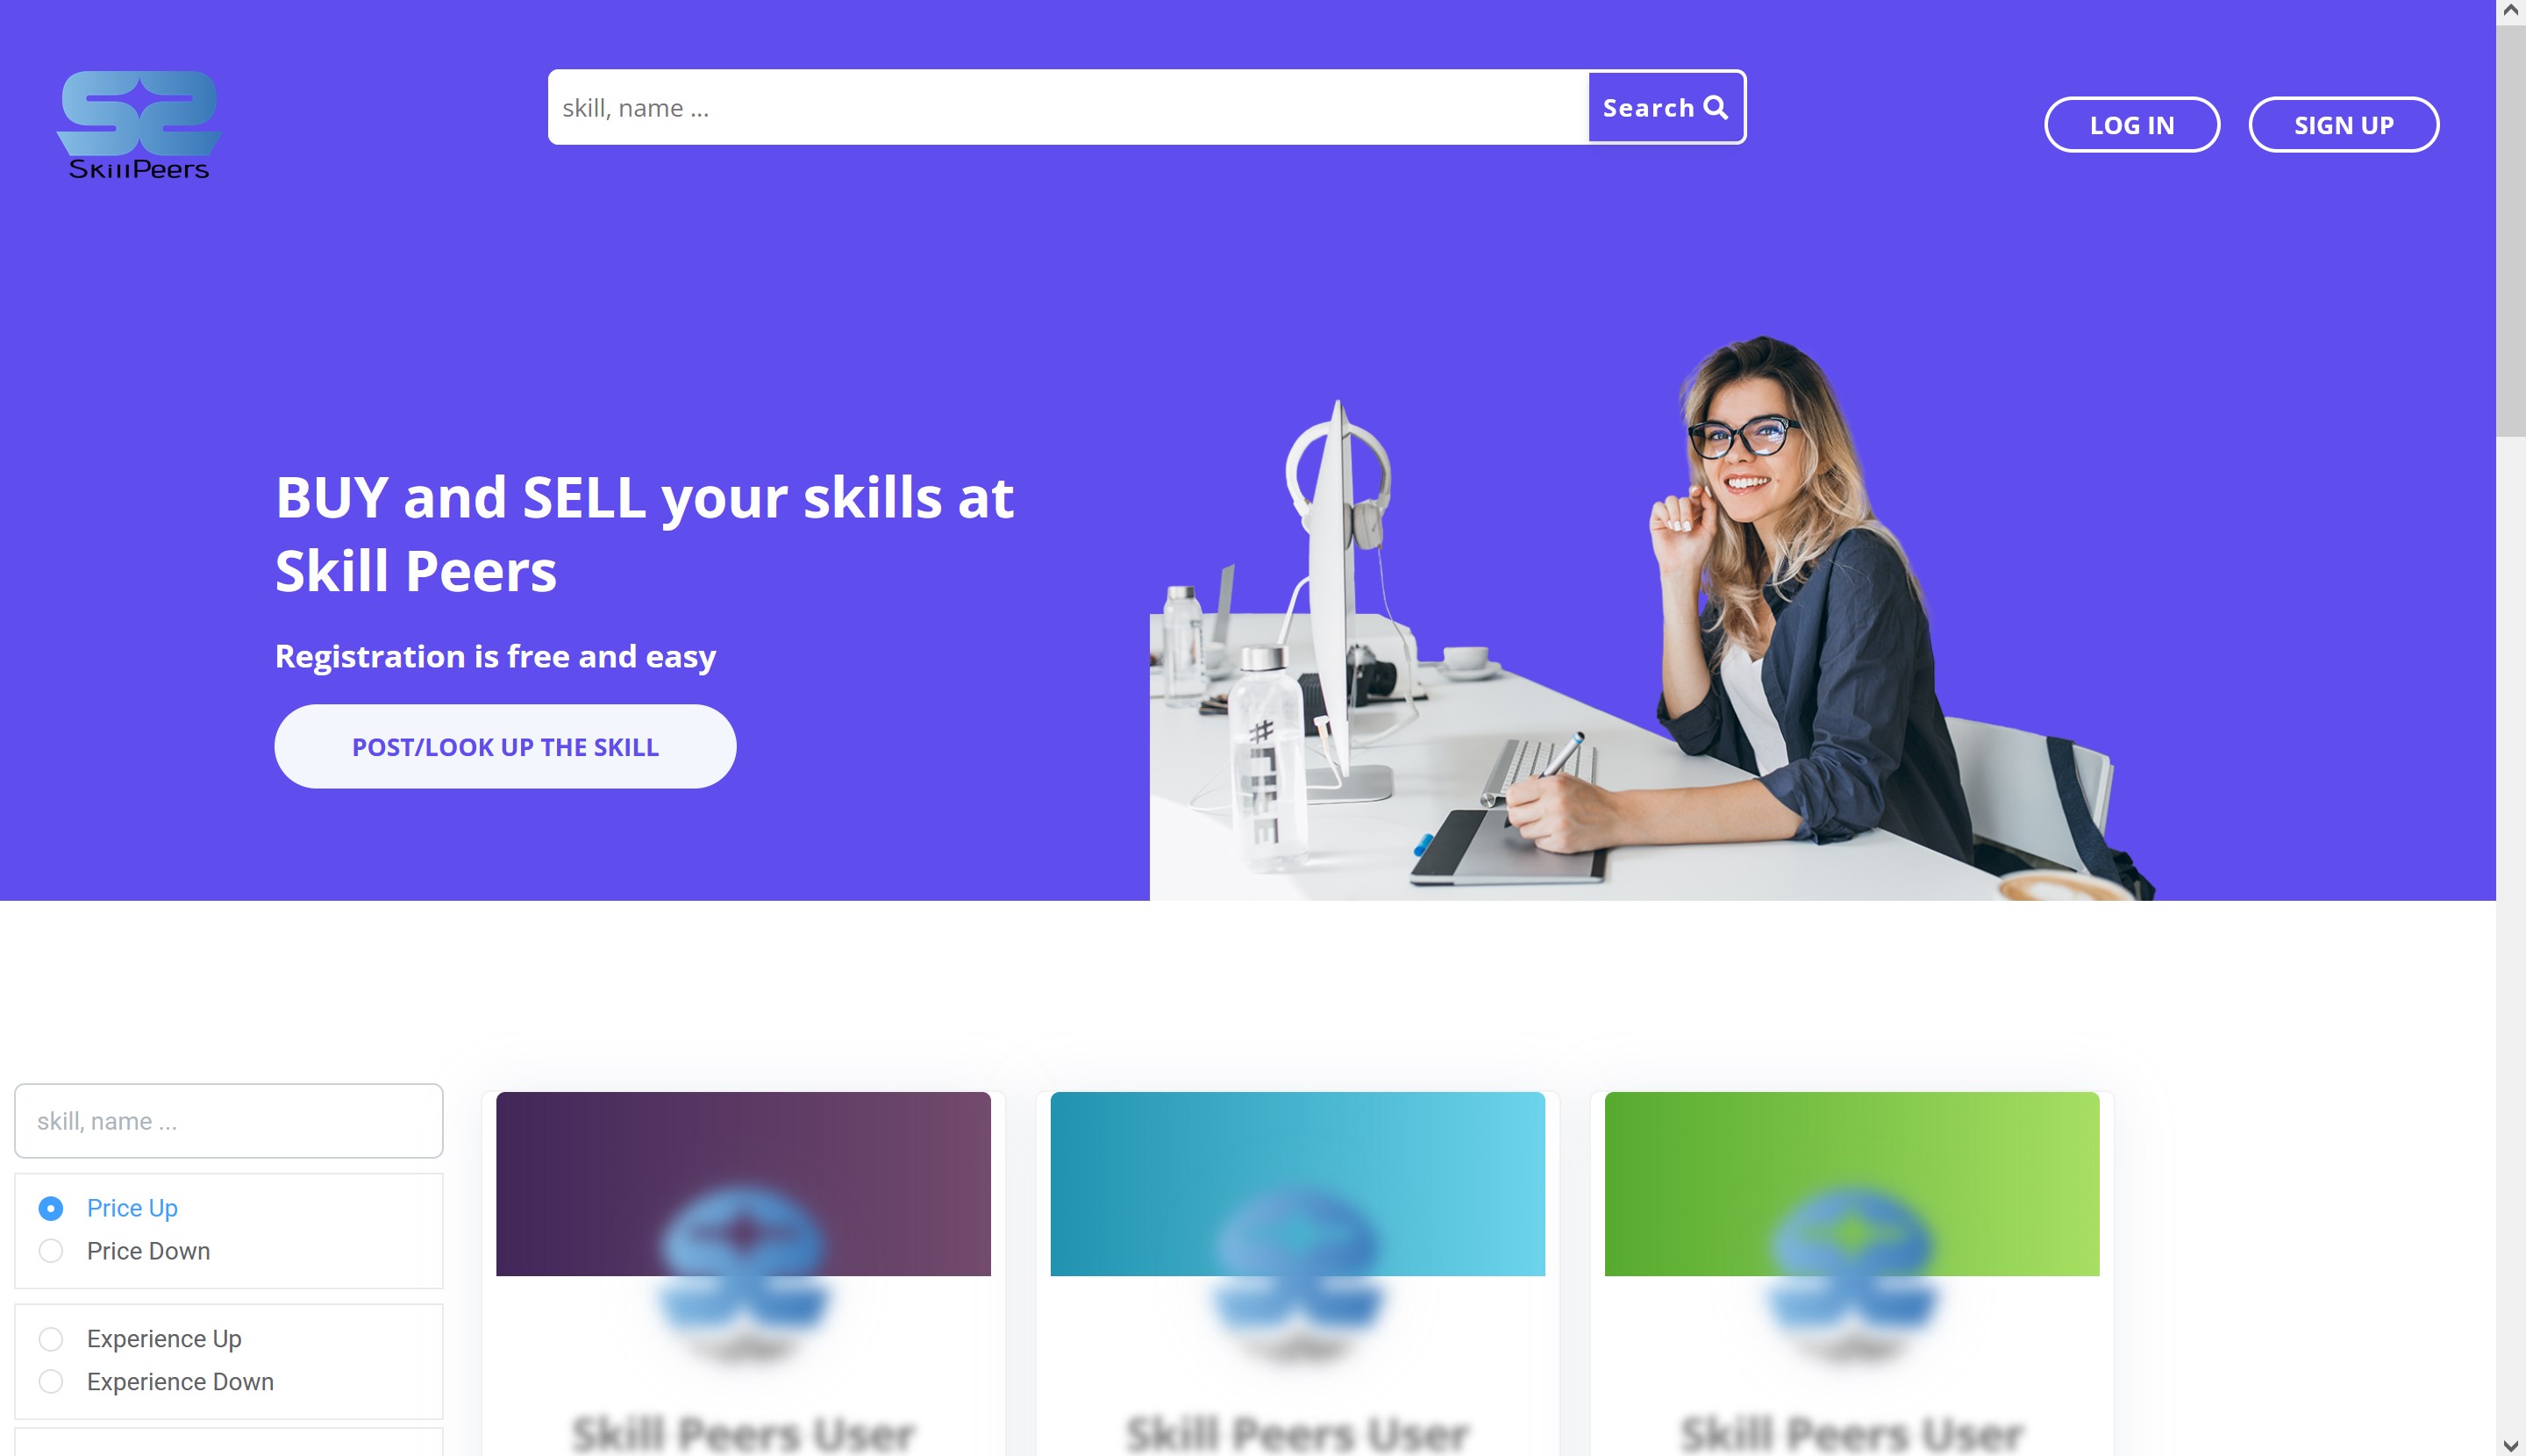 SkillPeers
skill, name ...
Search
LOG IN
SIGN UP
BUY and SELL your skills at
Skill Peers
Registration is free and easy
POST/LOOK UP THE SKILL
skill, name ...
Price Up
Price Down
Experience Up
Experience Down
Skill Peers User
Skill Peers User
Skill Peers User